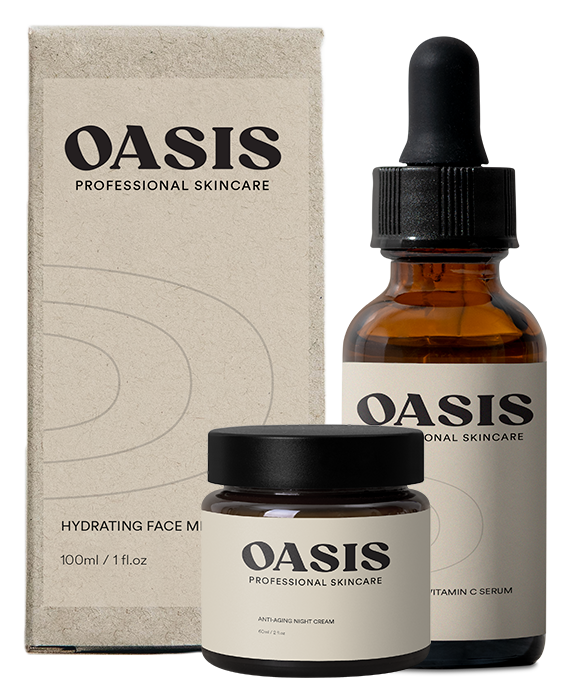 OASIS
PROFESSIONAL SKINCARE
HYDRATING FACE
100ml / 1 fl.oz
OASIS
SKINCARE
VITAMIN C SERUM
OASIS
PROFESSIONAL SKINCARE
ANTI-AGING NIGHT CREAM
60ml / 2 fl.oz